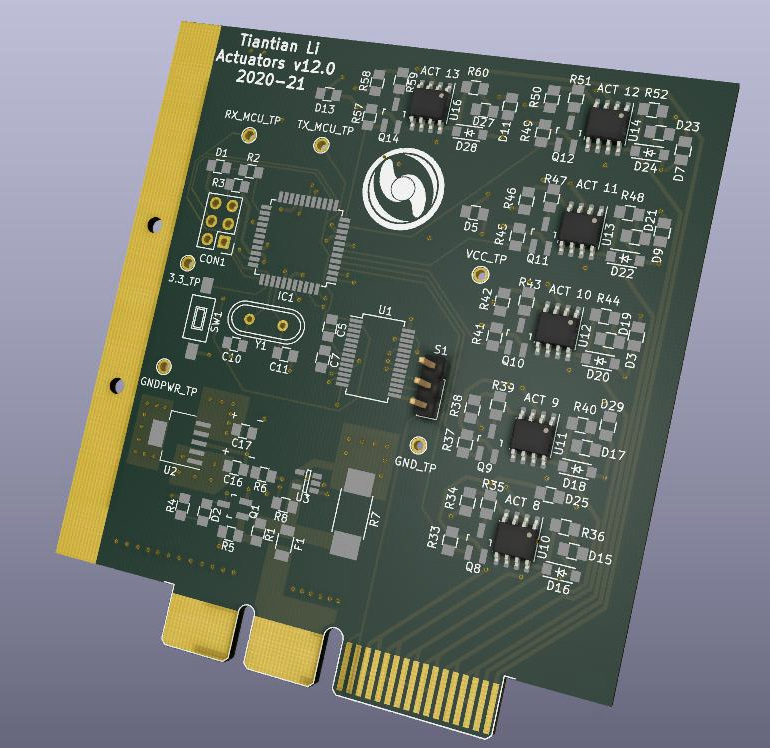 Tiantian Li
Actuators v12.0
2020-21
R58
R59
ACT 13
R60
R57
U16
D13
Q14
D27
D28
D11
R50
R51
ACT 12
R52
R49
U14
D23
Q12
D24
D7
RX_MCU_TP
TX_MCU_TP
D1
R2
R3
CON1
3.3_TP
IC1
D5
R46
R47
ACT 11
R48
R45
U13
D21
Q11
D22
D9
VCC_TP
R42
R43
ACT 10
R44
R41
U12
D19
Q10
D20
D3
SW1
Y1
C10
C11
C5
C7
U1
S1
GNDPWR_TP
R38
R39
ACT 9
R40
D29
R37
U11
D17
Q9
D18
GND_TP
U2
C17
C16
R6
U3
R7
R4
D2
Q1
R8
R5
R1
F1
R34
R35
ACT 8
D25
R36
R33
U10
D15
Q8
D16